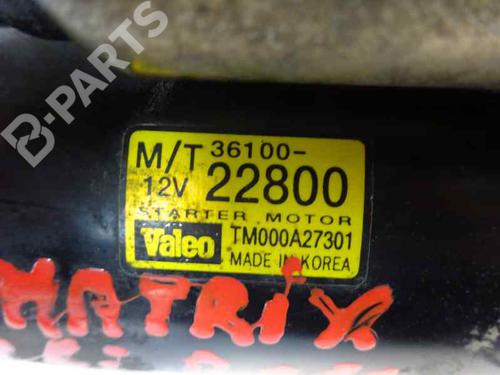 B-PARTS
M/T 36100-
12V 22800
STARTER MOTOR
Valeo TM000A27301
MADE IN KOREA
MATRIX